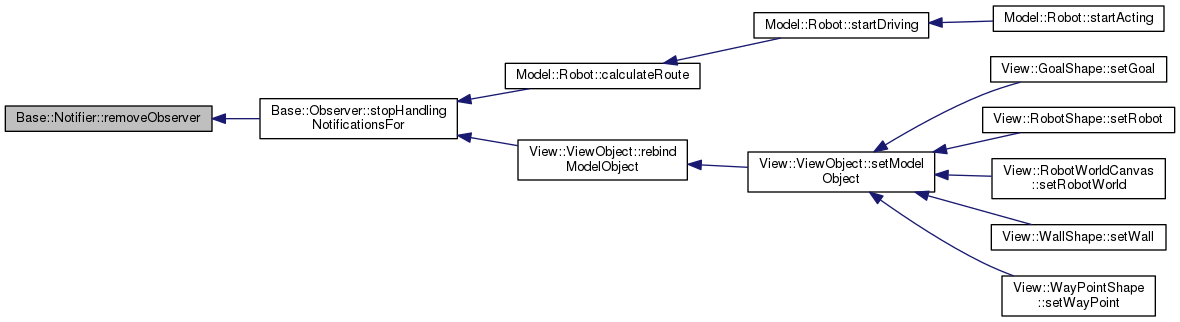 Base::Notifier::removeObserver
Base::Observer::stopHandling
NotificationsFor
Model::Robot::calculateRoute
Model::Robot::startDriving
Model::Robot::startActing
View::ViewObject::rebind
ModelObject
View::ViewObject::setModel
Object
View::GoalShape::setGoal
View::RobotShape::setRobot
View::RobotWorldCanvas
::setRobotWorld
View::WallShape::setWall
View::WayPointShape
::setWayPoint